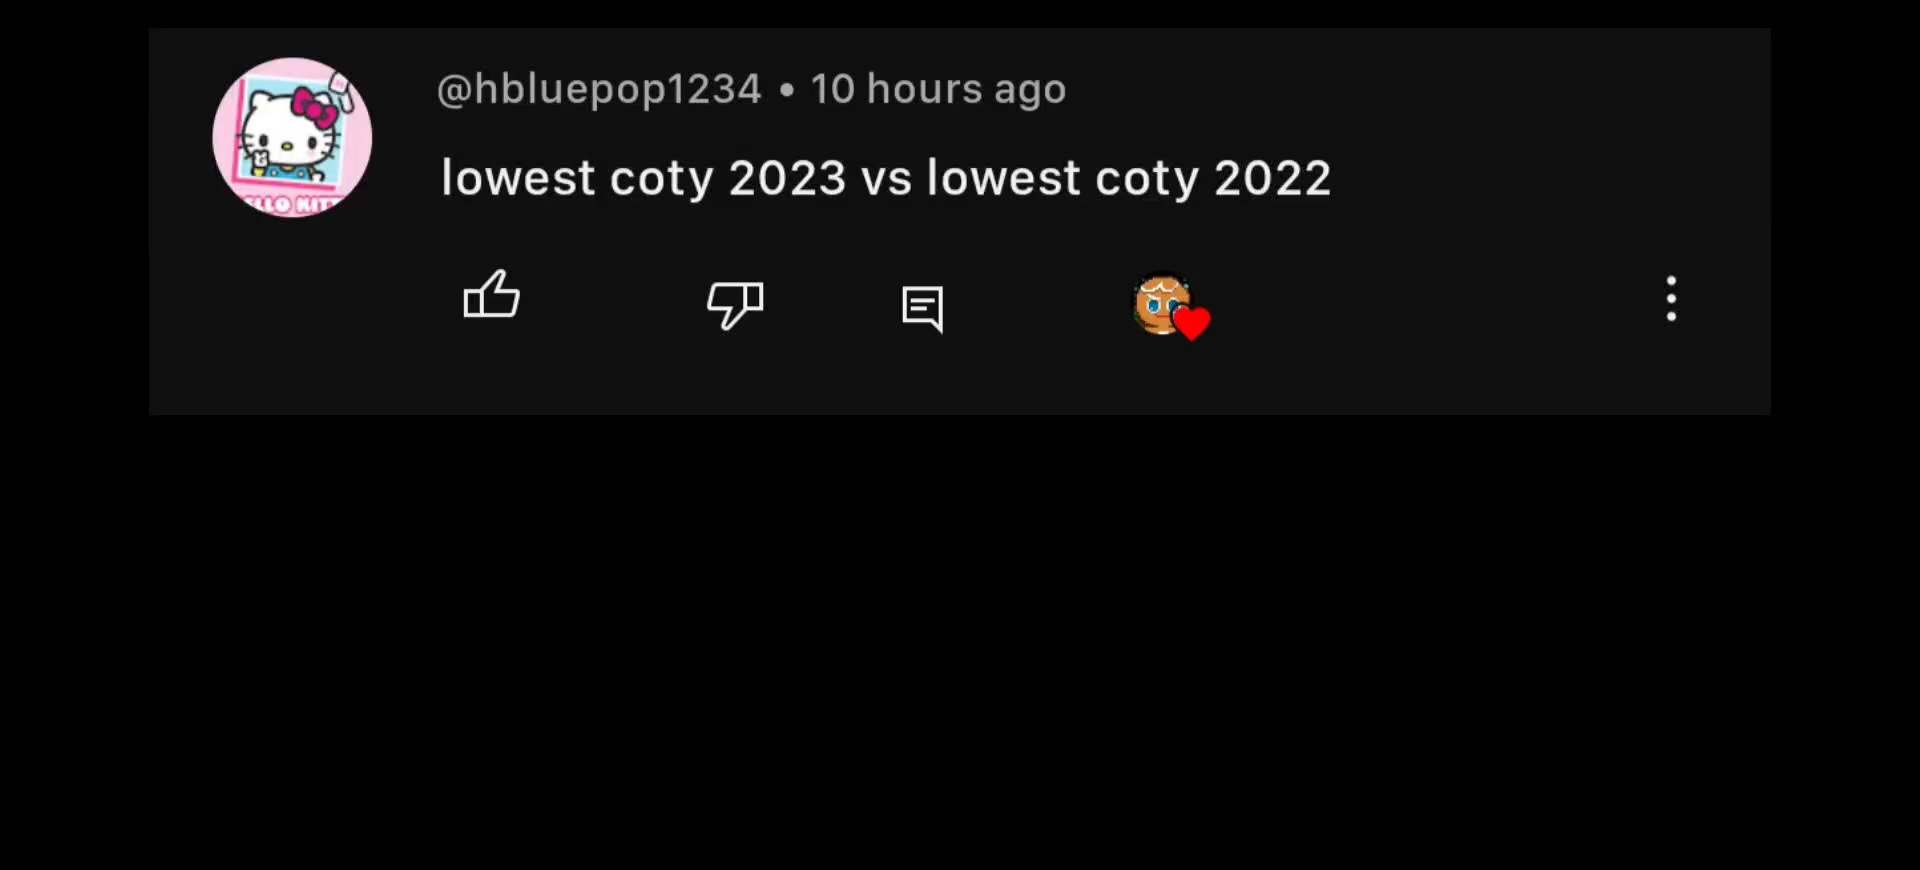 @hbluepop1234 • 10 hours ago
lowest coty 2023 vs lowest coty 2022